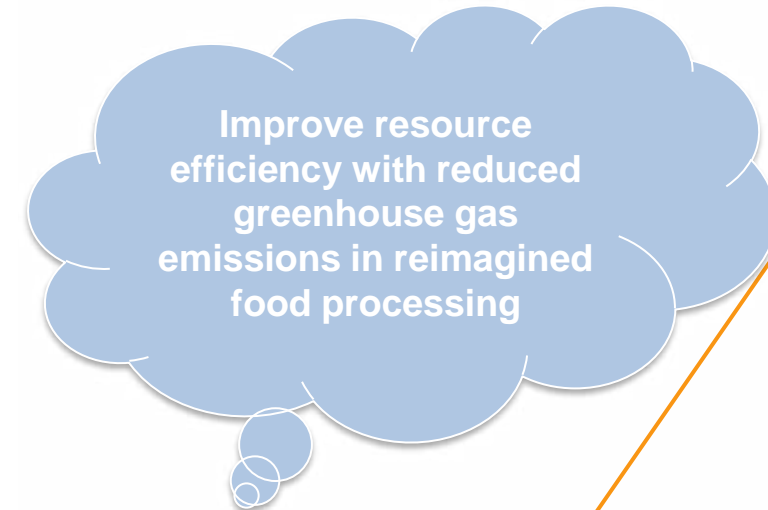 Improve resource
efficiency with reduced
greenhouse gas
emissions in reimagined
food processing